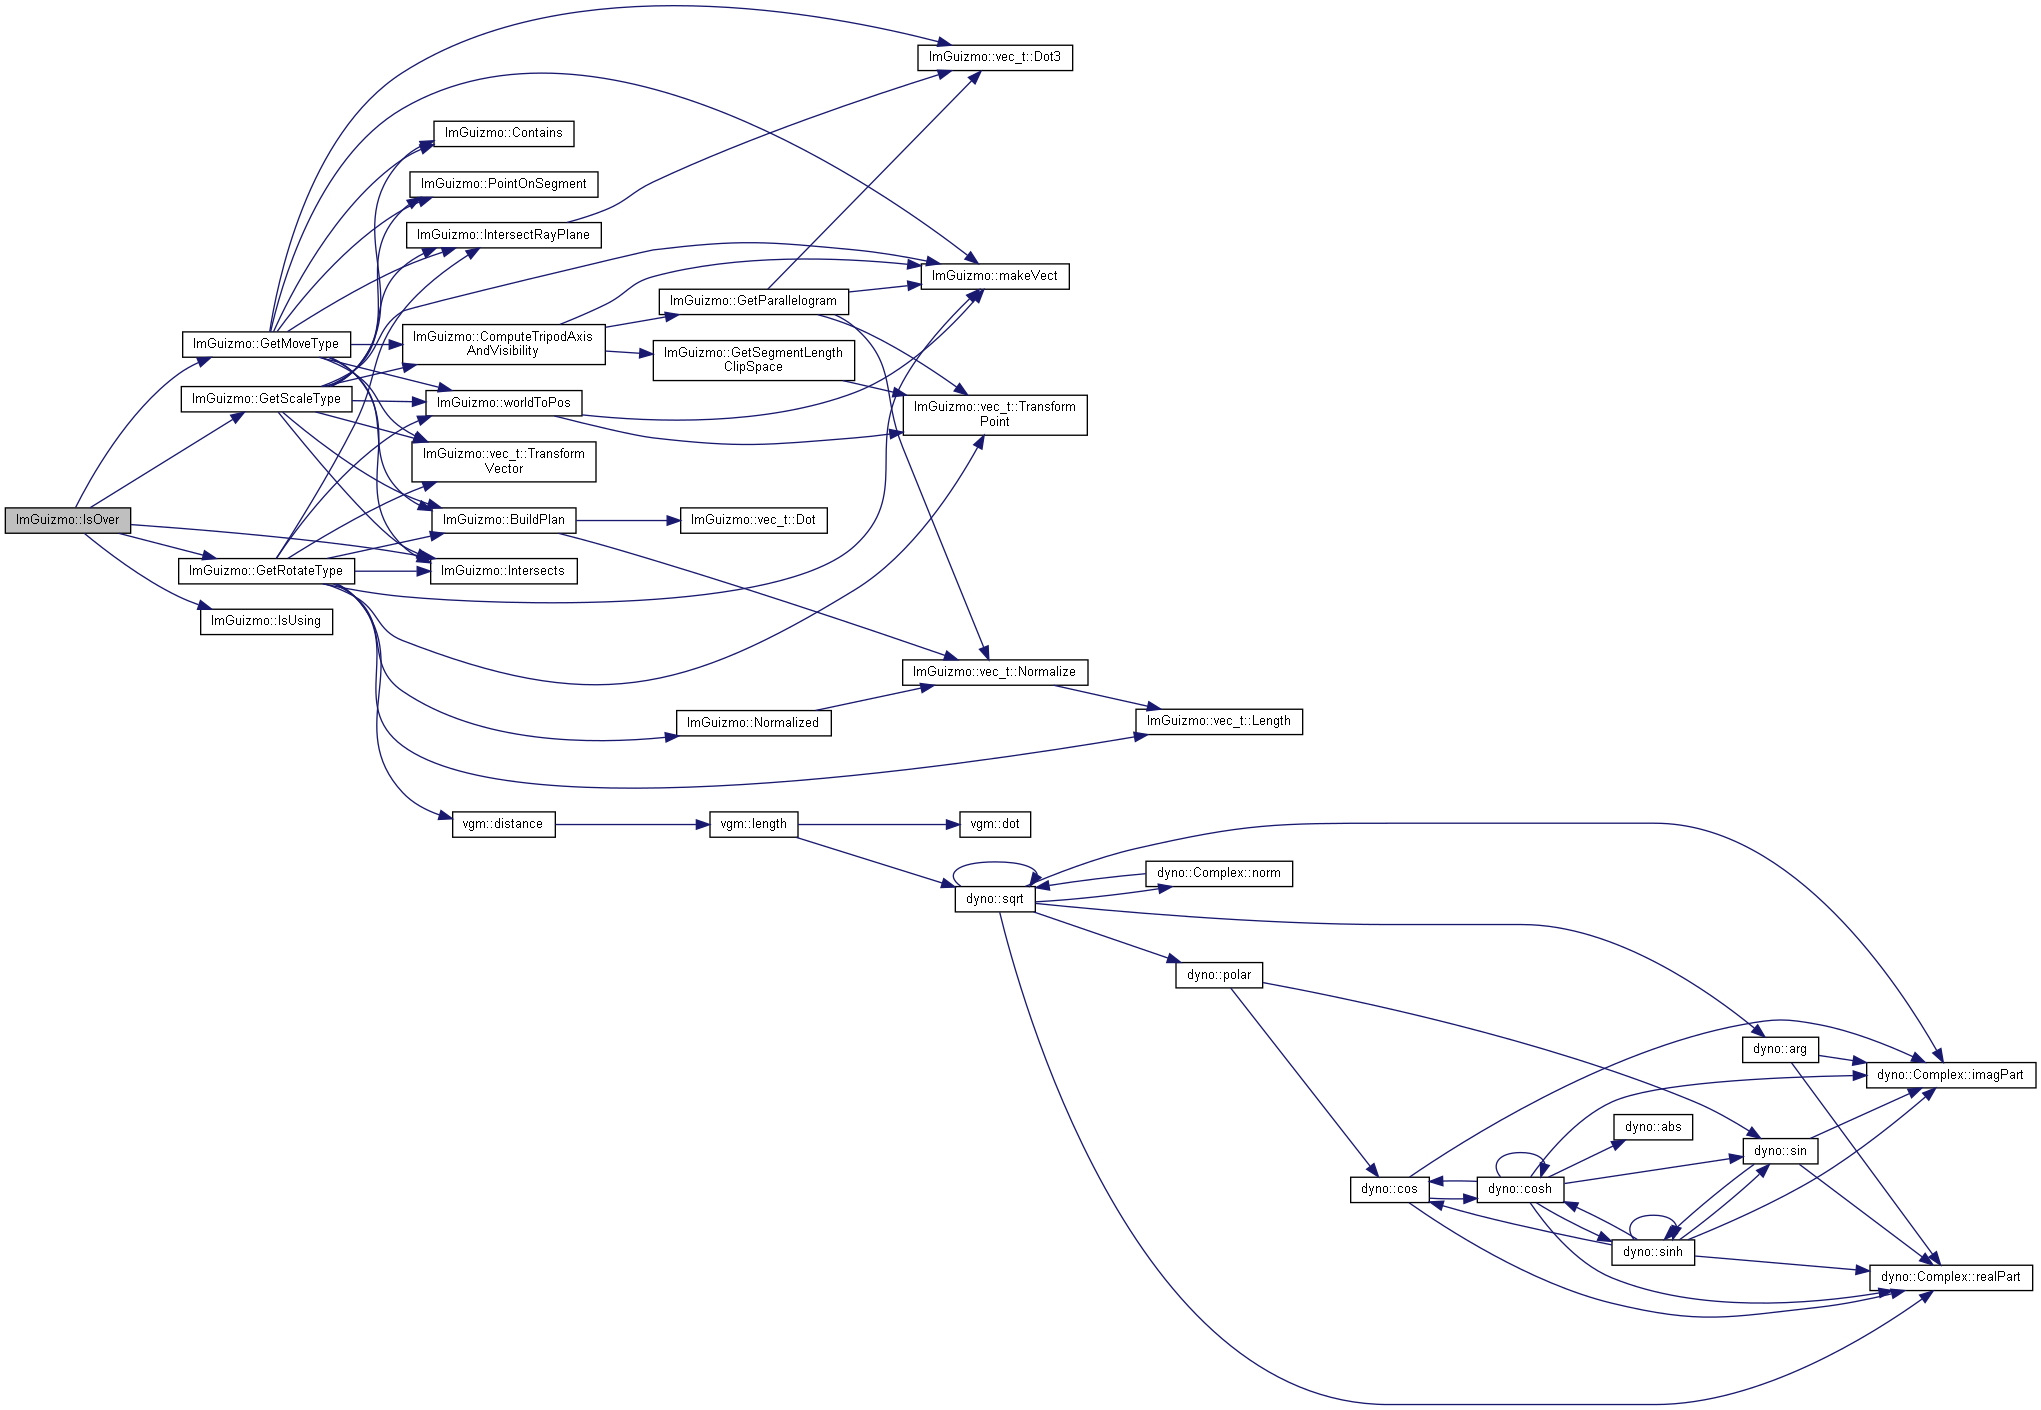 ImGuizmo::IsOver
ImGuizmo::GetMoveType
ImGuizmo::GetScaleType
ImGuizmo::GetRotateType
ImGuizmo::IsUsing
ImGuizmo::Contains
ImGuizmo::PointOnSegment
ImGuizmo::IntersectRayPlane
ImGuizmo::ComputeTripodAxis
AndVisibility
ImGuizmo::worldToPos
ImGuizmo::vec_t::Transform
Vector
ImGuizmo::BuildPlan
ImGuizmo::Intersects
ImGuizmo::GetParallelogram
ImGuizmo::GetSegmentLength
ClipSpace
ImGuizmo::vec_t::Dot
ImGuizmo::Normalized
ImGuizmo::vec_t::Dot3
ImGuizmo::makeVect
ImGuizmo::vec_t::Transform
Point
ImGuizmo::vec_t::Normalize
ImGuizmo::vec_t::Length
vgm::distance
vgm::length
vgm::dot
dyno::sqrt
dyno::Complex::norm
dyno::polar
dyno::arg
dyno::Complex::imagPart
dyno::abs
dyno::sin
dyno::cos
dyno::cosh
dyno::sinh
dyno::Complex::realPart